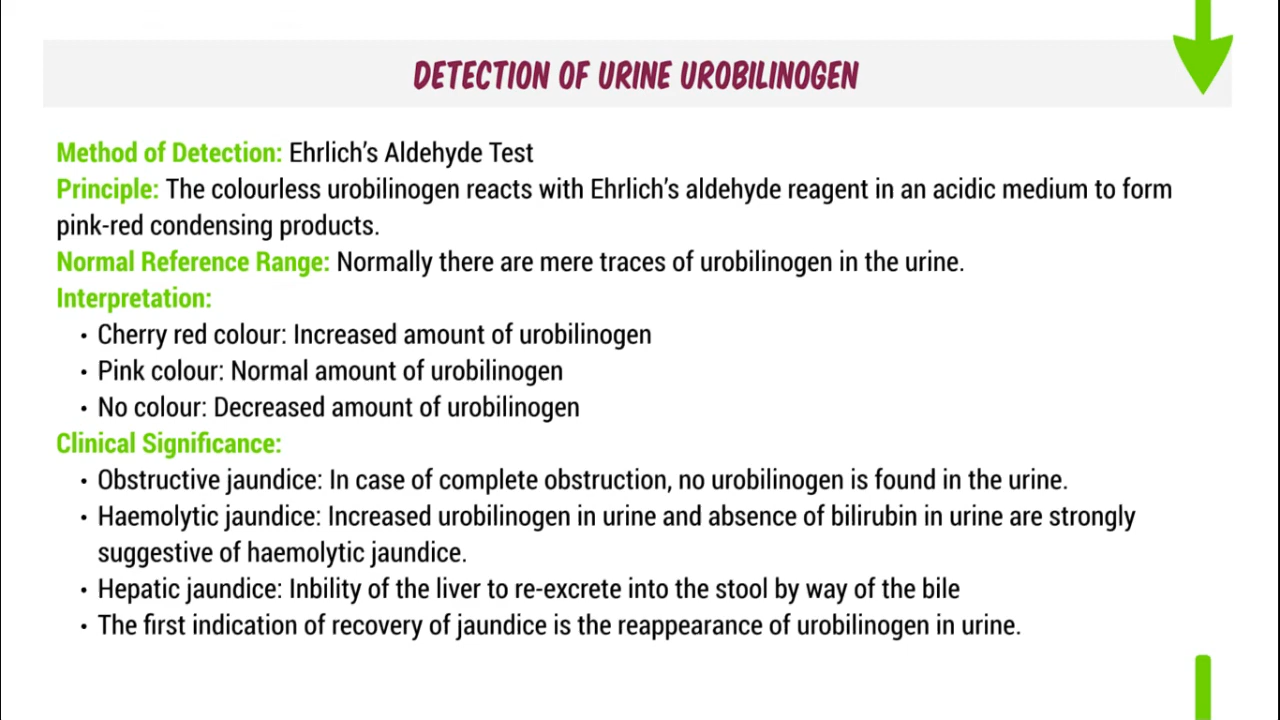 DETECTION OF URINE UROBILINOGEN
Method of Detection: Ehrlich's Aldehyde Test
Principle: The colourless urobilinogen reacts with Ehrlich's aldehyde reagent in an acidic medium to form
pink-red condensing products.
Normal Reference Range: Normally there are mere traces of urobilinogen in the urine.
Interpretation:
• Cherry red colour: Increased amount of urobilinogen
• Pink colour: Normal amount of urobilinogen
• No colour: Decreased amount of urobilinogen
Clinical Significance:
• Obstructive jaundice: In case of complete obstruction, no urobilinogen is found in the urine.
• Haemolytic jaundice: Increased urobilinogen in urine and absence of bilirubin in urine are strongly
suggestive of haemolytic jaundice.
• Hepatic jaundice: Inbility of the liver to re-excrete into the stool by way of the bile
• The first indication of recovery of jaundice is the reappearance of urobilinogen in urine.